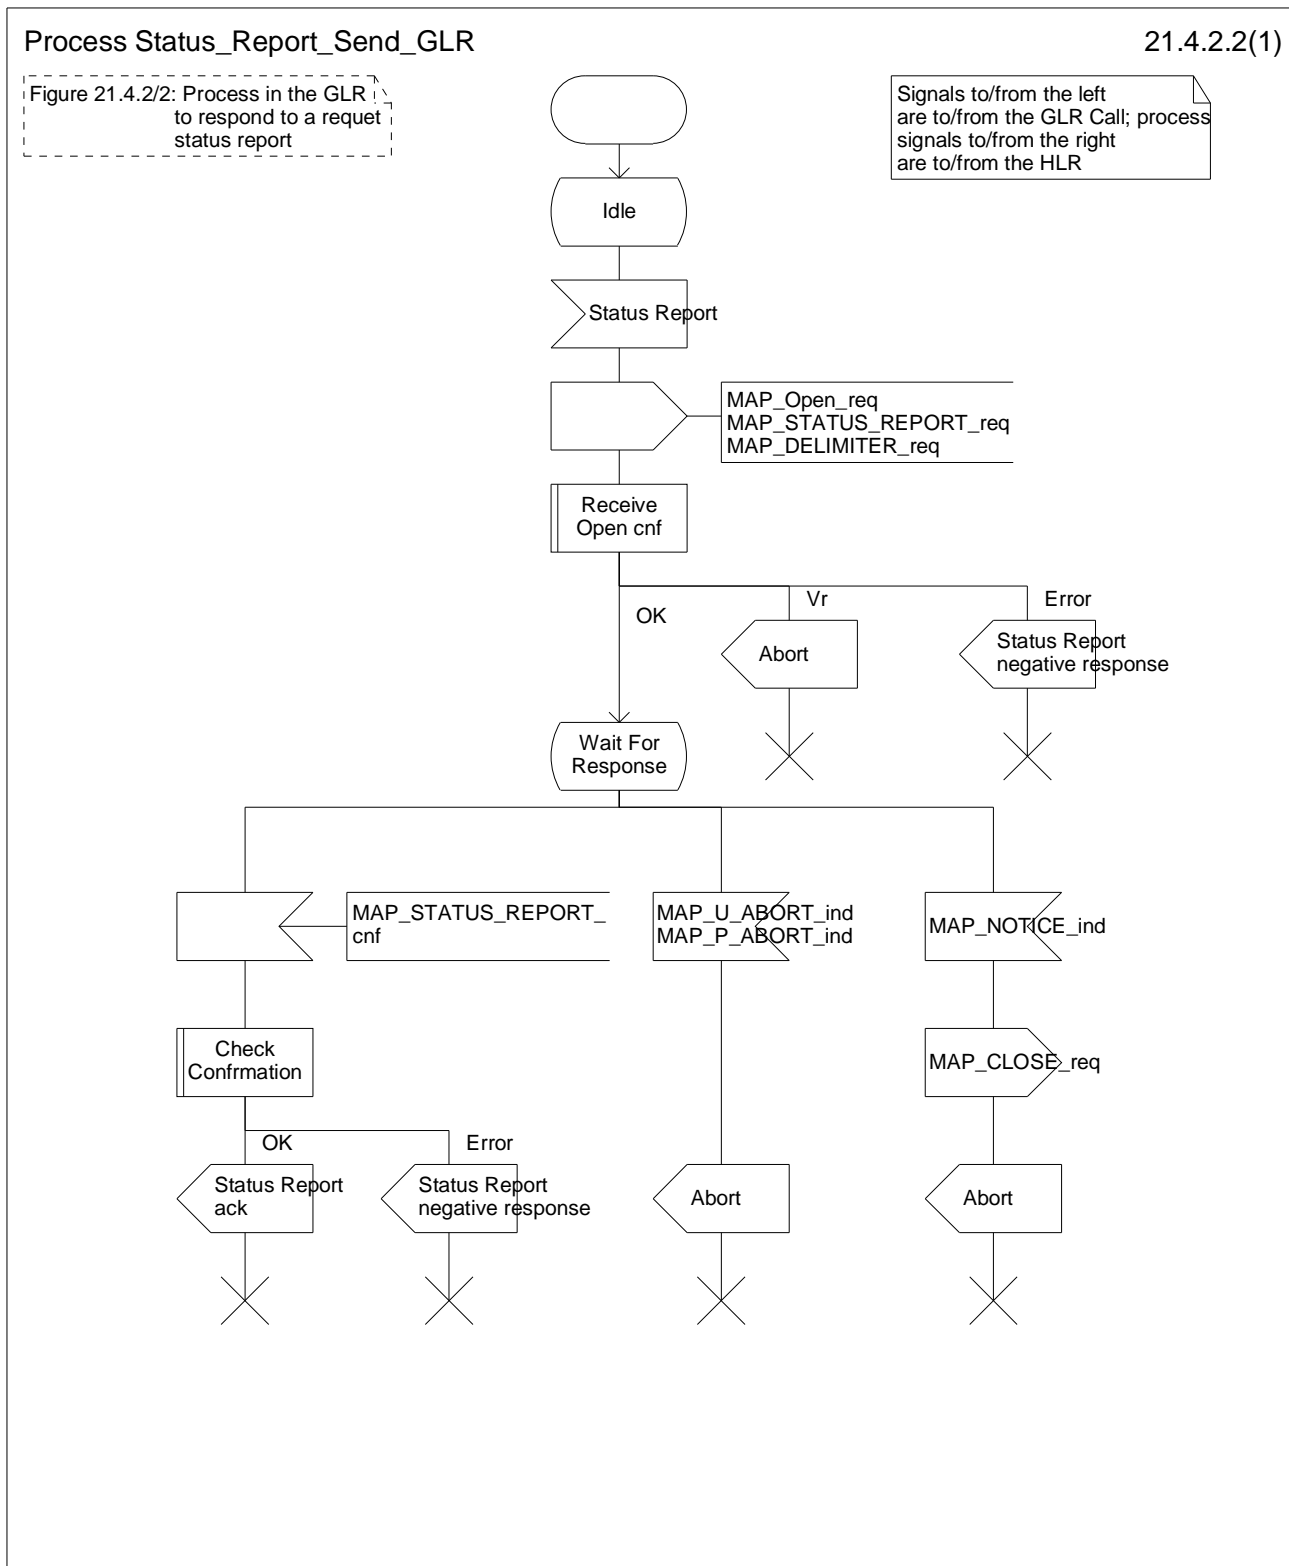 Process Status_Report_Send_GLR
21.4.2.2(1)
Figure 21.4.2/2: Process in the GLR
to respond to a requet
status report
Signals to/from the left
are to/from the GLR Call; process
signals to/from the right
are to/from the HLR
Idle
Status Report
MAP_Open_req
MAP_STATUS_REPORT_req
MAP_DELIMITER_req
Receive
Open cnf
OK
Vr
Error
Abort
Status Report
negative response
Wait For
Response
MAP_STATUS_REPORT_
cnf
MAP_U_ABORT_ind
MAP_P_ABORT_ind
MAP_NOTICE_ind
Check
Confrmation
MAP_CLOSE_req
OK
Error
Status Report
ack
Status Report
negative response
Abort
Abort